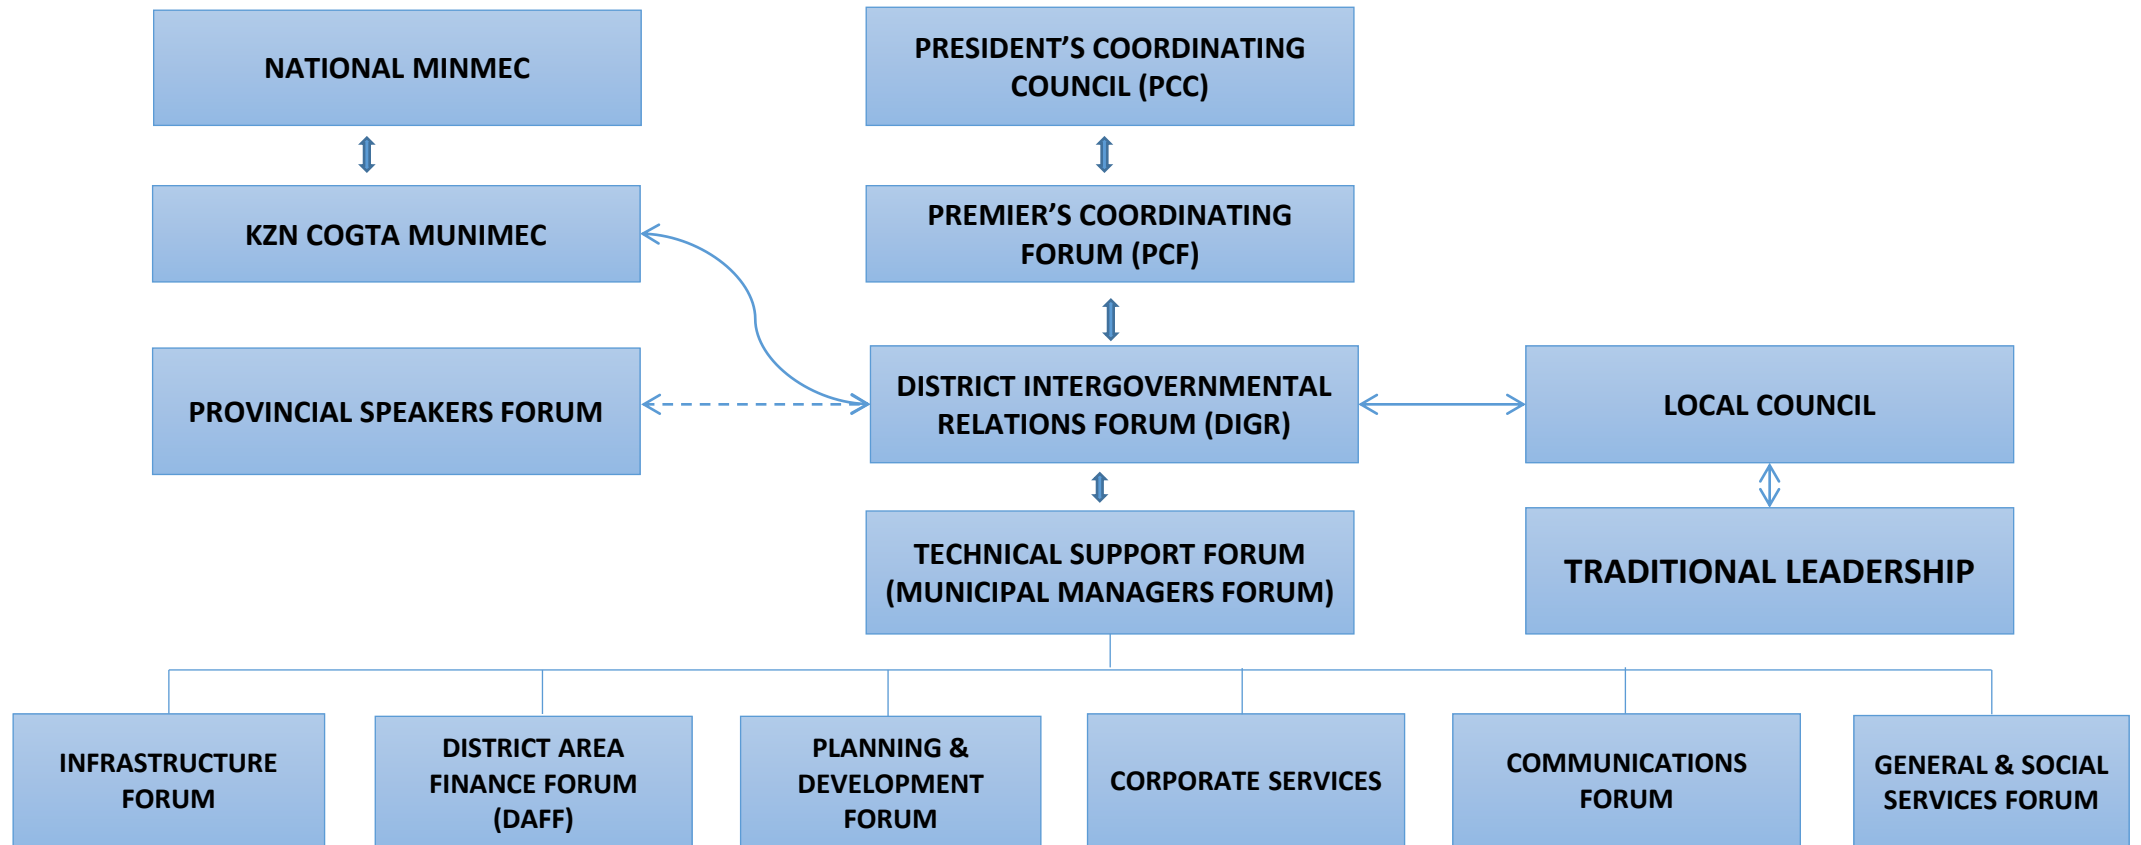 NATIONAL MINMEC
PRESIDENT’S COORDINATING
COUNCIL (PCC)
KZN COGTA MUNIMEC
PREMIER’S COORDINATING
FORUM (PCF)
PROVINCIAL SPEAKERS FORUM
DISTRICT INTERGOVERNMENTAL
RELATIONS FORUM (DIGR)
LOCAL COUNCIL
TECHNICAL SUPPORT FORUM
(MUNICIPAL MANAGERS FORUM)
TRADITIONAL LEADERSHIP
INFRASTRUCTURE
FORUM
DISTRICT AREA
FINANCE FORUM
(DAFF)
PLANNING &
DEVELOPMENT
FORUM
CORPORATE SERVICES
COMMUNICATIONS
FORUM
GENERAL & SOCIAL
SERVICES FORUM